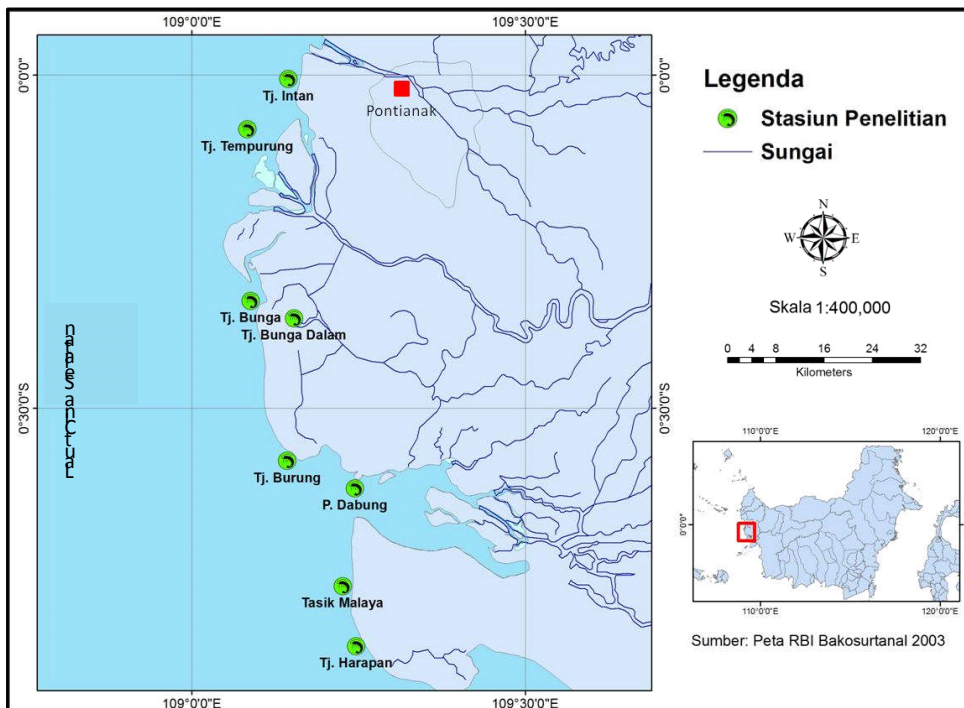 109°0'0"E
109°30'0"E
0°0'0"
0°0'0"
Tj. Intan
Pontianak
Tj. Tempurung
Tj. Bunga
Tj. Bunga Dalam
Laut Cina Selatan
0°30'0"S
0°30'0"S
Tj. Burung
P. Dabung
Tasik Malaya
Tj. Harapan
109°0'0"E
109°30'0"E
Legenda
Stasiun Penelitian
Sungai
N
W
E
S
Skala 1:400,000
0 2 4 8 16 24 32
Kilometers
110°0'0"E
120°0'0"E
0°0'0"
0°0'0"
110°0'0"E
120°0'0"E
Sumber: Peta RBI Bakosurtanal 2003